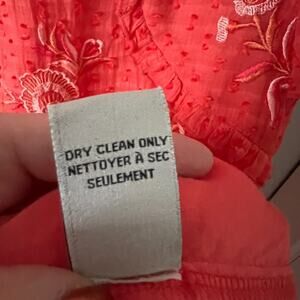 DRY CLEAN ONLY
NETTOYER À SEC
SEULEMENT